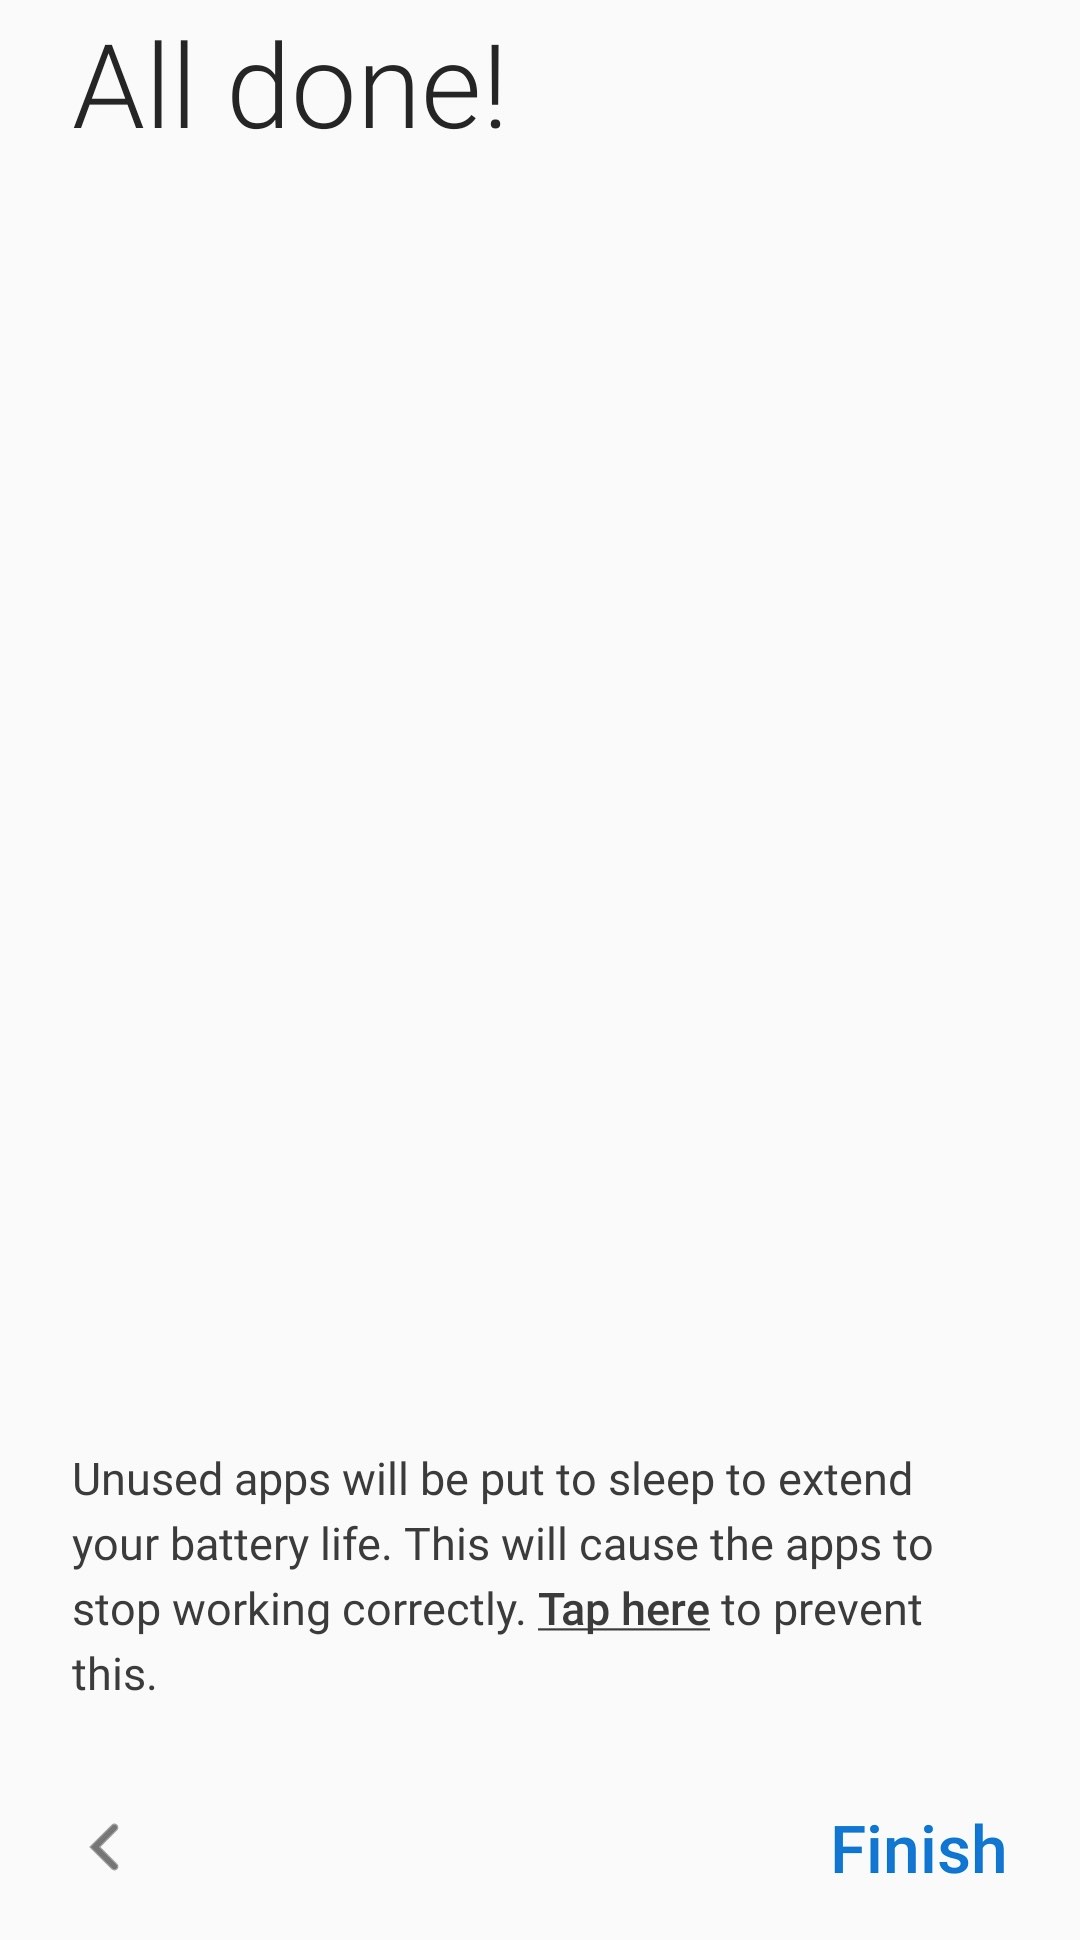 All done!
Unused apps will be put to sleep to extend
your battery life. This will cause the apps to
stop working correctly. Tap here to prevent
this.
Finish